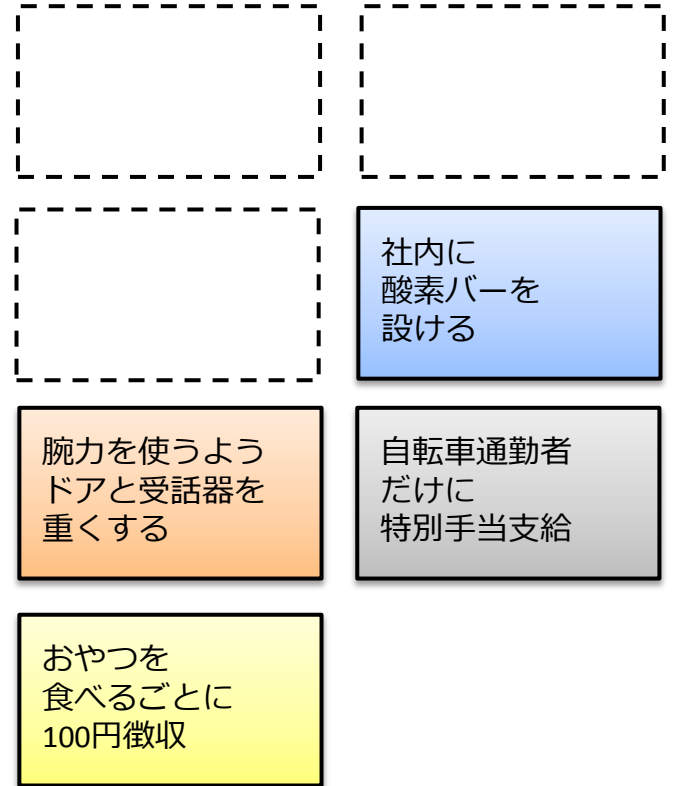 社内に
酸素バーを
設ける
腕力を使うよう
ドアと受話器を
重くする
自転車通勤者
だけに
特別手当支給
おやつを
食べるごとに
100円徴収